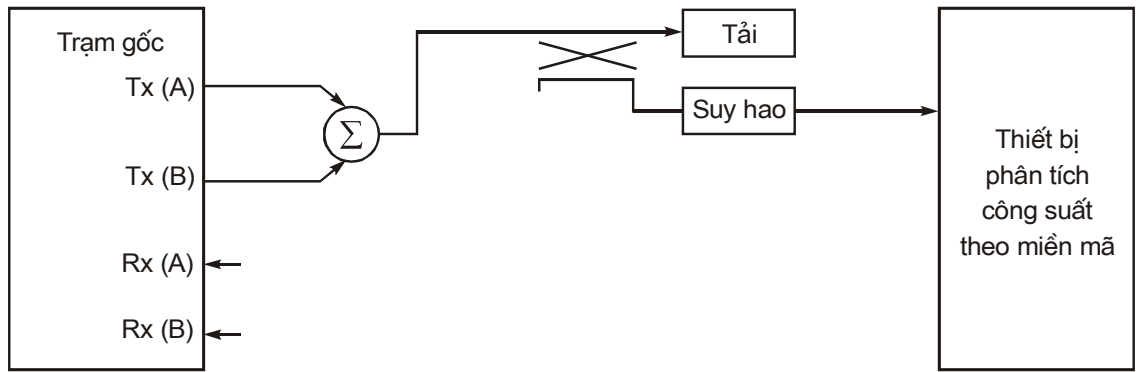 Trạm gốc
Tx (A)
Tx (B)
Rx (A)
Rx (B)
Σ
Tải
Suy hao
Thiết bị
phân tích
công suất
theo miền mã